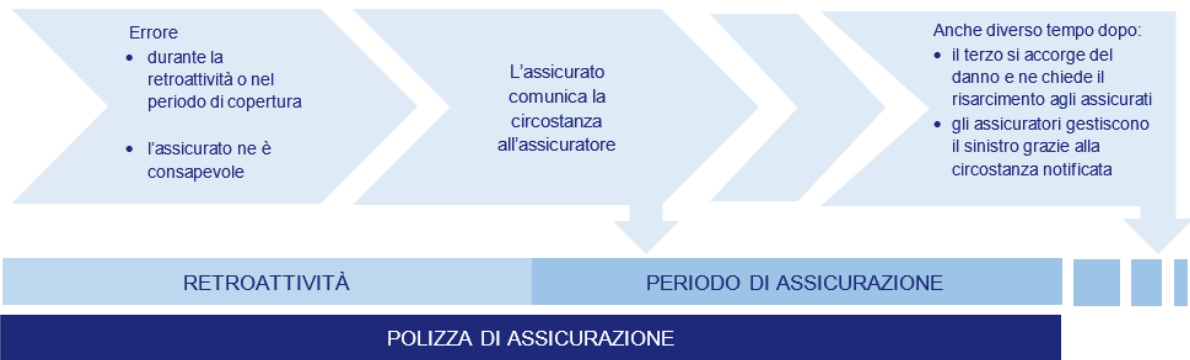 Errore
• durante la
retroattività o nel
periodo di copertura
• l'assicurato ne è
consapevole
L'assicurato
comunica la
circostanza
all'assicuratore
Anche diverso tempo dopo:
• il terzo si accorge del
danno e ne chiede il
risarcimento agli assicurati
• gli assicuratori gestiscono
il sinistro grazie alla
circostanza notificata
RETROATTIVITÀ
PERIODO DI ASSICURAZIONE
POLIZZA DI ASSICURAZIONE